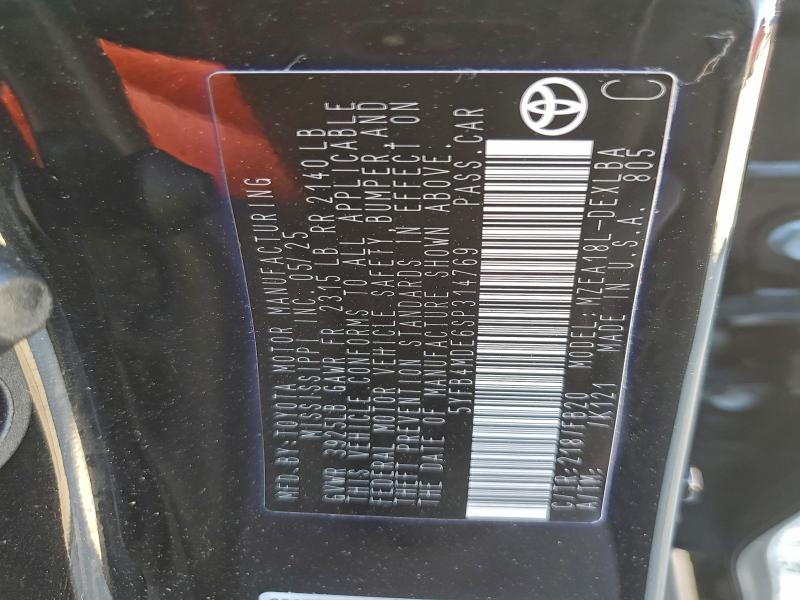 MFD.BY:TOYOTA MOTOR MANUFACTURING
MISSISSIPPI INC. 05/25
GVWR 3925LB GAWR FR 2315 LB RR 2140LB
THIS VEHICLE CONFORMS TO ALL APPLICABLE
FEDERAL MOTOR VEHICLE SAFETY, BUMPER, AND
THEFT PREVENTION STANDARDS IN EFFECT ON
THE DATE OF MANUFACTURE SHOWN ABOVE.
5YFB4MDE6SP314769 PASS.CAR
C/TR:218/FB20 MODEL:MZEA18L-DEXLBA
A/TM: /K121 MADE IN U.S.A. 805
C